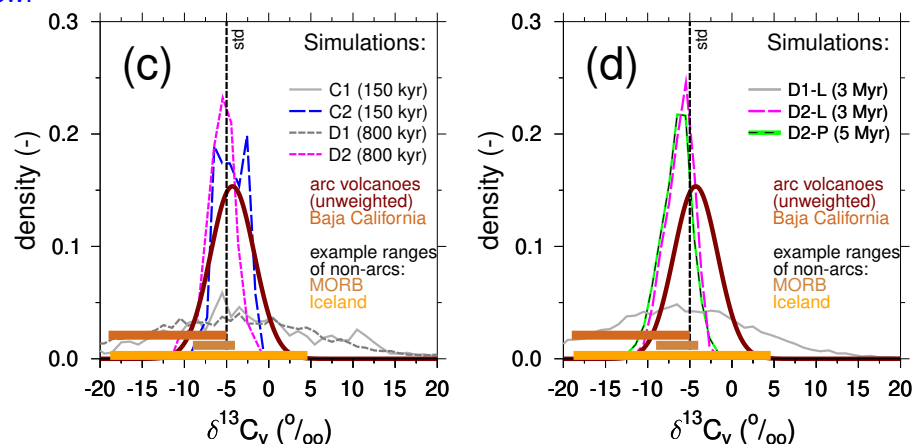 (c)
std
Simulations:
C1 (150 kyr)
C2 (150 kyr)
D1 (800 kyr)
D2 (800 kyr)
arc volcanoes
(unweighted)
Baja California
example ranges
of non-arcs:
MORB
Iceland
0.3
0.2
0.1
0.0
density (-)
-20 -15 -10 -5 0 5 10 15 20
δ¹³Cᵥ (º/ₒₒ)
(d)
std
Simulations:
D1-L (3 Myr)
D2-L (3 Myr)
D2-P (5 Myr)
arc volcanoes
(unweighted)
Baja California
example ranges
of non-arcs:
MORB
Iceland
0.3
0.2
0.1
0.0
density (-)
-20 -15 -10 -5 0 5 10 15 20
δ¹³Cᵥ (º/ₒₒ)